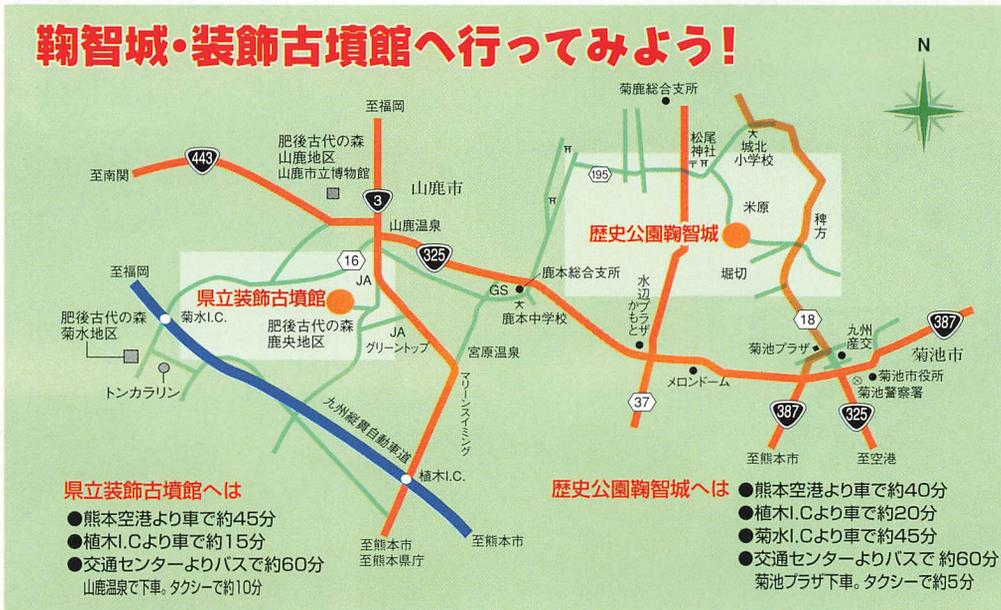 鞠智城・装飾古墳館へ行ってみよう!
N
菊鹿総合支所
至福岡
肥後古代の森
山鹿地区
山鹿市立博物館
443
至南関
3
山鹿市
山鹿温泉
325
松尾
神社
城北
小学校
195
米原
歴史公園鞠智城
稗方
堀切
16
JA
至福岡
県立装飾古墳館
菊水I.C.
肥後古代の森
菊水地区
肥後古代の森
鹿央地区
JA
グリーントップ
トンカラリン
鹿本総合支所
GS
鹿本中学校
宮原温泉
水辺プラザ
かもと
マリーンスイミング
メロンドーム
37
18
菊池プラザ
九州
産交
387
菊池市
菊池市役所
菊池警察署
387
325
至熊本市
至空港
九州縦貫自動車道
植木I.C.
至熊本市
至熊本県庁
至熊本市
県立装飾古墳館へは
●熊本空港より車で約45分
●植木I.Cより車で約15分
●交通センターよりバスで約60分
山鹿温泉で下車。タクシーで約10分
歴史公園鞠智城へは
●熊本空港より車で約40分
●植木I.Cより車で約20分
●菊水I.Cより車で約45分
●交通センターよりバスで 約60分
菊池プラザ下車。タクシーで約5分